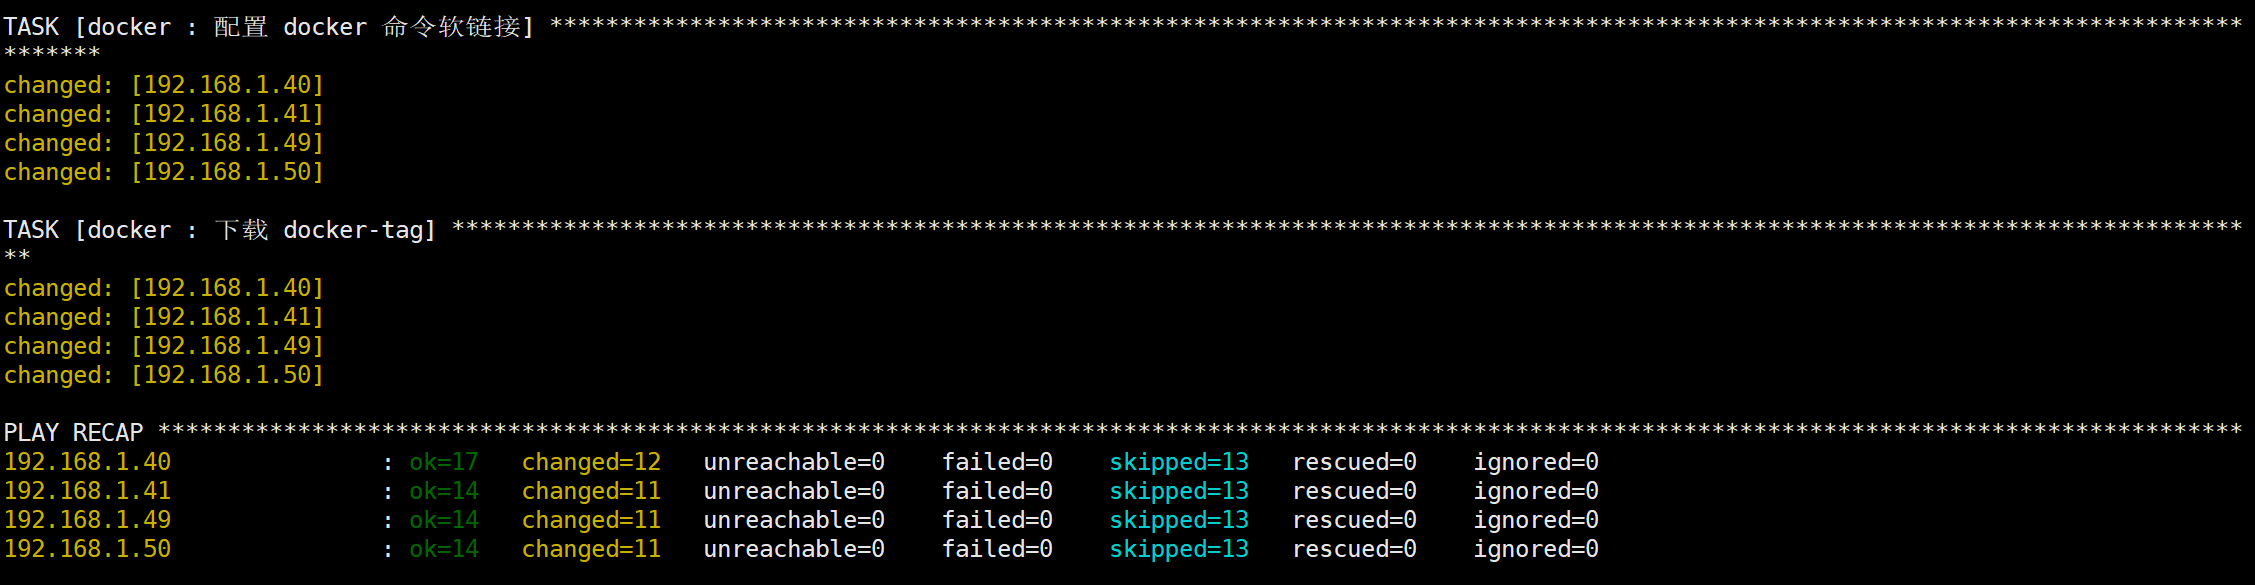 TASK [docker : 配置 docker 命令软链接] *************************************************************************************************************************
*******
changed: [192.168.1.40]
changed: [192.168.1.41]
changed: [192.168.1.49]
changed: [192.168.1.50]
TASK [docker : 下载 docker-tag] ********************************************************************************************************************************
**
changed: [192.168.1.40]
changed: [192.168.1.41]
changed: [192.168.1.49]
changed: [192.168.1.50]
PLAY RECAP *****************************************************************************************************************************************************
192.168.1.40               : ok=17   changed=12   unreachable=0    failed=0    skipped=13   rescued=0    ignored=0
192.168.1.41               : ok=14   changed=11   unreachable=0    failed=0    skipped=13   rescued=0    ignored=0
192.168.1.49               : ok=14   changed=11   unreachable=0    failed=0    skipped=13   rescued=0    ignored=0
192.168.1.50               : ok=14   changed=11   unreachable=0    failed=0    skipped=13   rescued=0    ignored=0